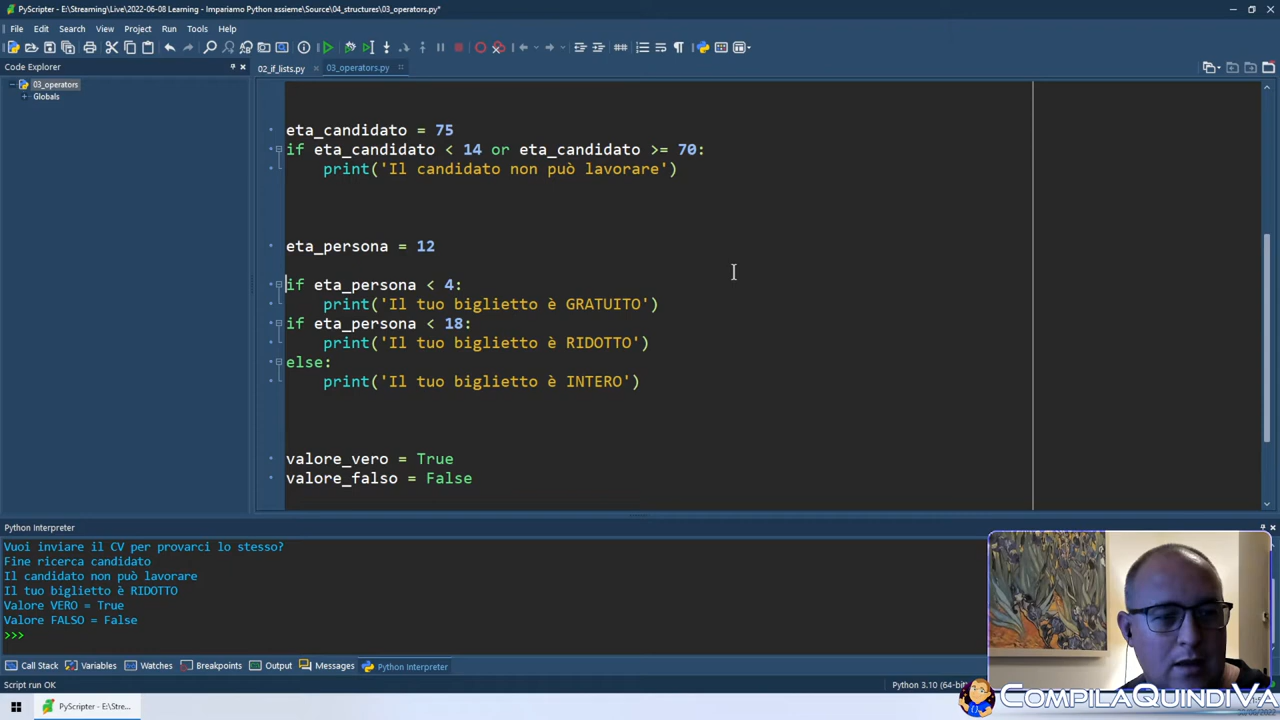 PyScripter - E:\Streaming\Live\2022-06-08 Learning - Impariamo Python assieme\Source\04_structures\03_operators.py*
File Edit Search View Project Run Tools Help
Code Explorer
02_if_lists.py
03_operators.py
03_operators
Globals
eta_candidato = 75
if eta_candidato < 14 or eta_candidato >= 70:
print('Il candidato non può lavorare')
eta_persona = 12
if eta_persona < 4:
print('Il tuo biglietto è GRATUITO')
if eta_persona < 18:
print('Il tuo biglietto è RIDOTTO')
else:
print('Il tuo biglietto è INTERO')
valore_vero = True
valore_falso = False
Python Interpreter
Vuoi inviare il CV per provarci lo stesso?
Fine ricerca candidato
Il candidato non può lavorare
Il tuo biglietto è RIDOTTO
Valore VERO = True
Valore FALSO = False
>>>
Call Stack Variables Watches Breakpoints Output Messages Python Interpreter
Script run OK
Python 3.10 (64-bit)
PyScripter - E:\Stre...
COMPILAQUINDIVA